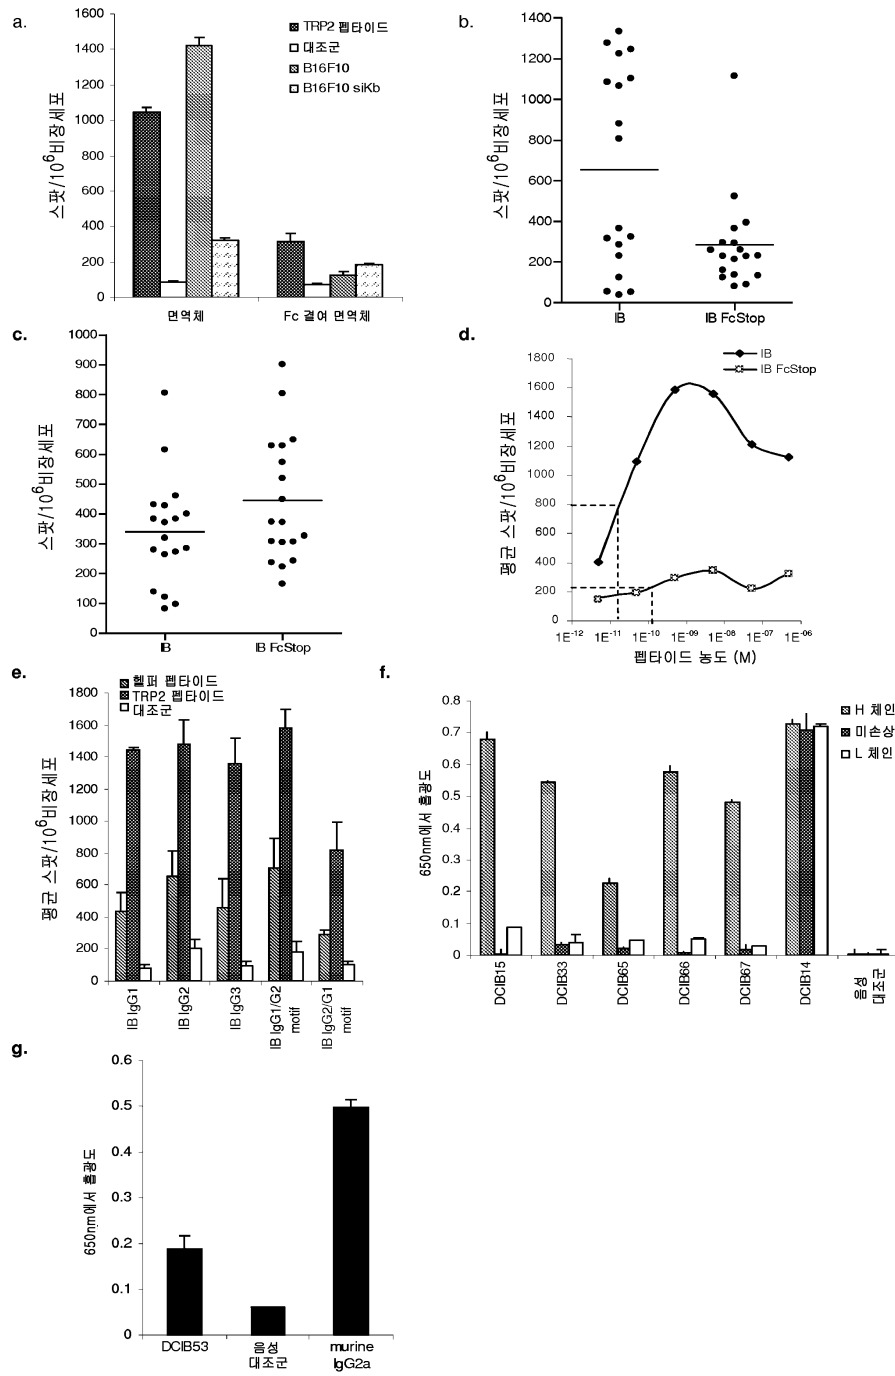 a.
1600
1400
1200
1000
800
600
400
200
0
스팟/10⁶비장세포
TRP2 펩타이드
대조군
B16F10
B16F10 siKb
면역체
Fc 결여 면역체
b.
1400
1200
1000
800
600
400
200
0
스팟/10⁶비장세포
IB
IB FcStop
c.
1000
900
800
700
600
500
400
300
200
100
0
스팟/10⁶비장세포
IB
IB FcStop
d.
1800
1600
1400
1200
1000
800
600
400
200
0
평균 스팟/10⁶비장세포
IB
IB FcStop
1E-12
1E-11
1E-10
1E-09
1E-08
1E-07
1E-06
펩타이드 농도 (M)
e.
헬퍼 펩타이드
TRP2 펩타이드
대조군
1800
1600
1400
1200
1000
800
600
400
200
0
평균 스팟/10⁶비장세포
IB IgG1
IB IgG2
IB IgG3
IB IgG1/G2
motif
IB IgG2/G1
motif
f.
0.8
0.7
0.6
0.5
0.4
0.3
0.2
0.1
0
650nm에서 흡광도
H 체인
미손상
L 체인
DCIB15
DCIB33
DCIB65
DCIB66
DCIB67
DCIB14
음성
대조군
g.
0.6
0.5
0.4
0.3
0.2
0.1
0
650nm에서 흡광도
DCIB53
음성
대조군
murine
IgG2a